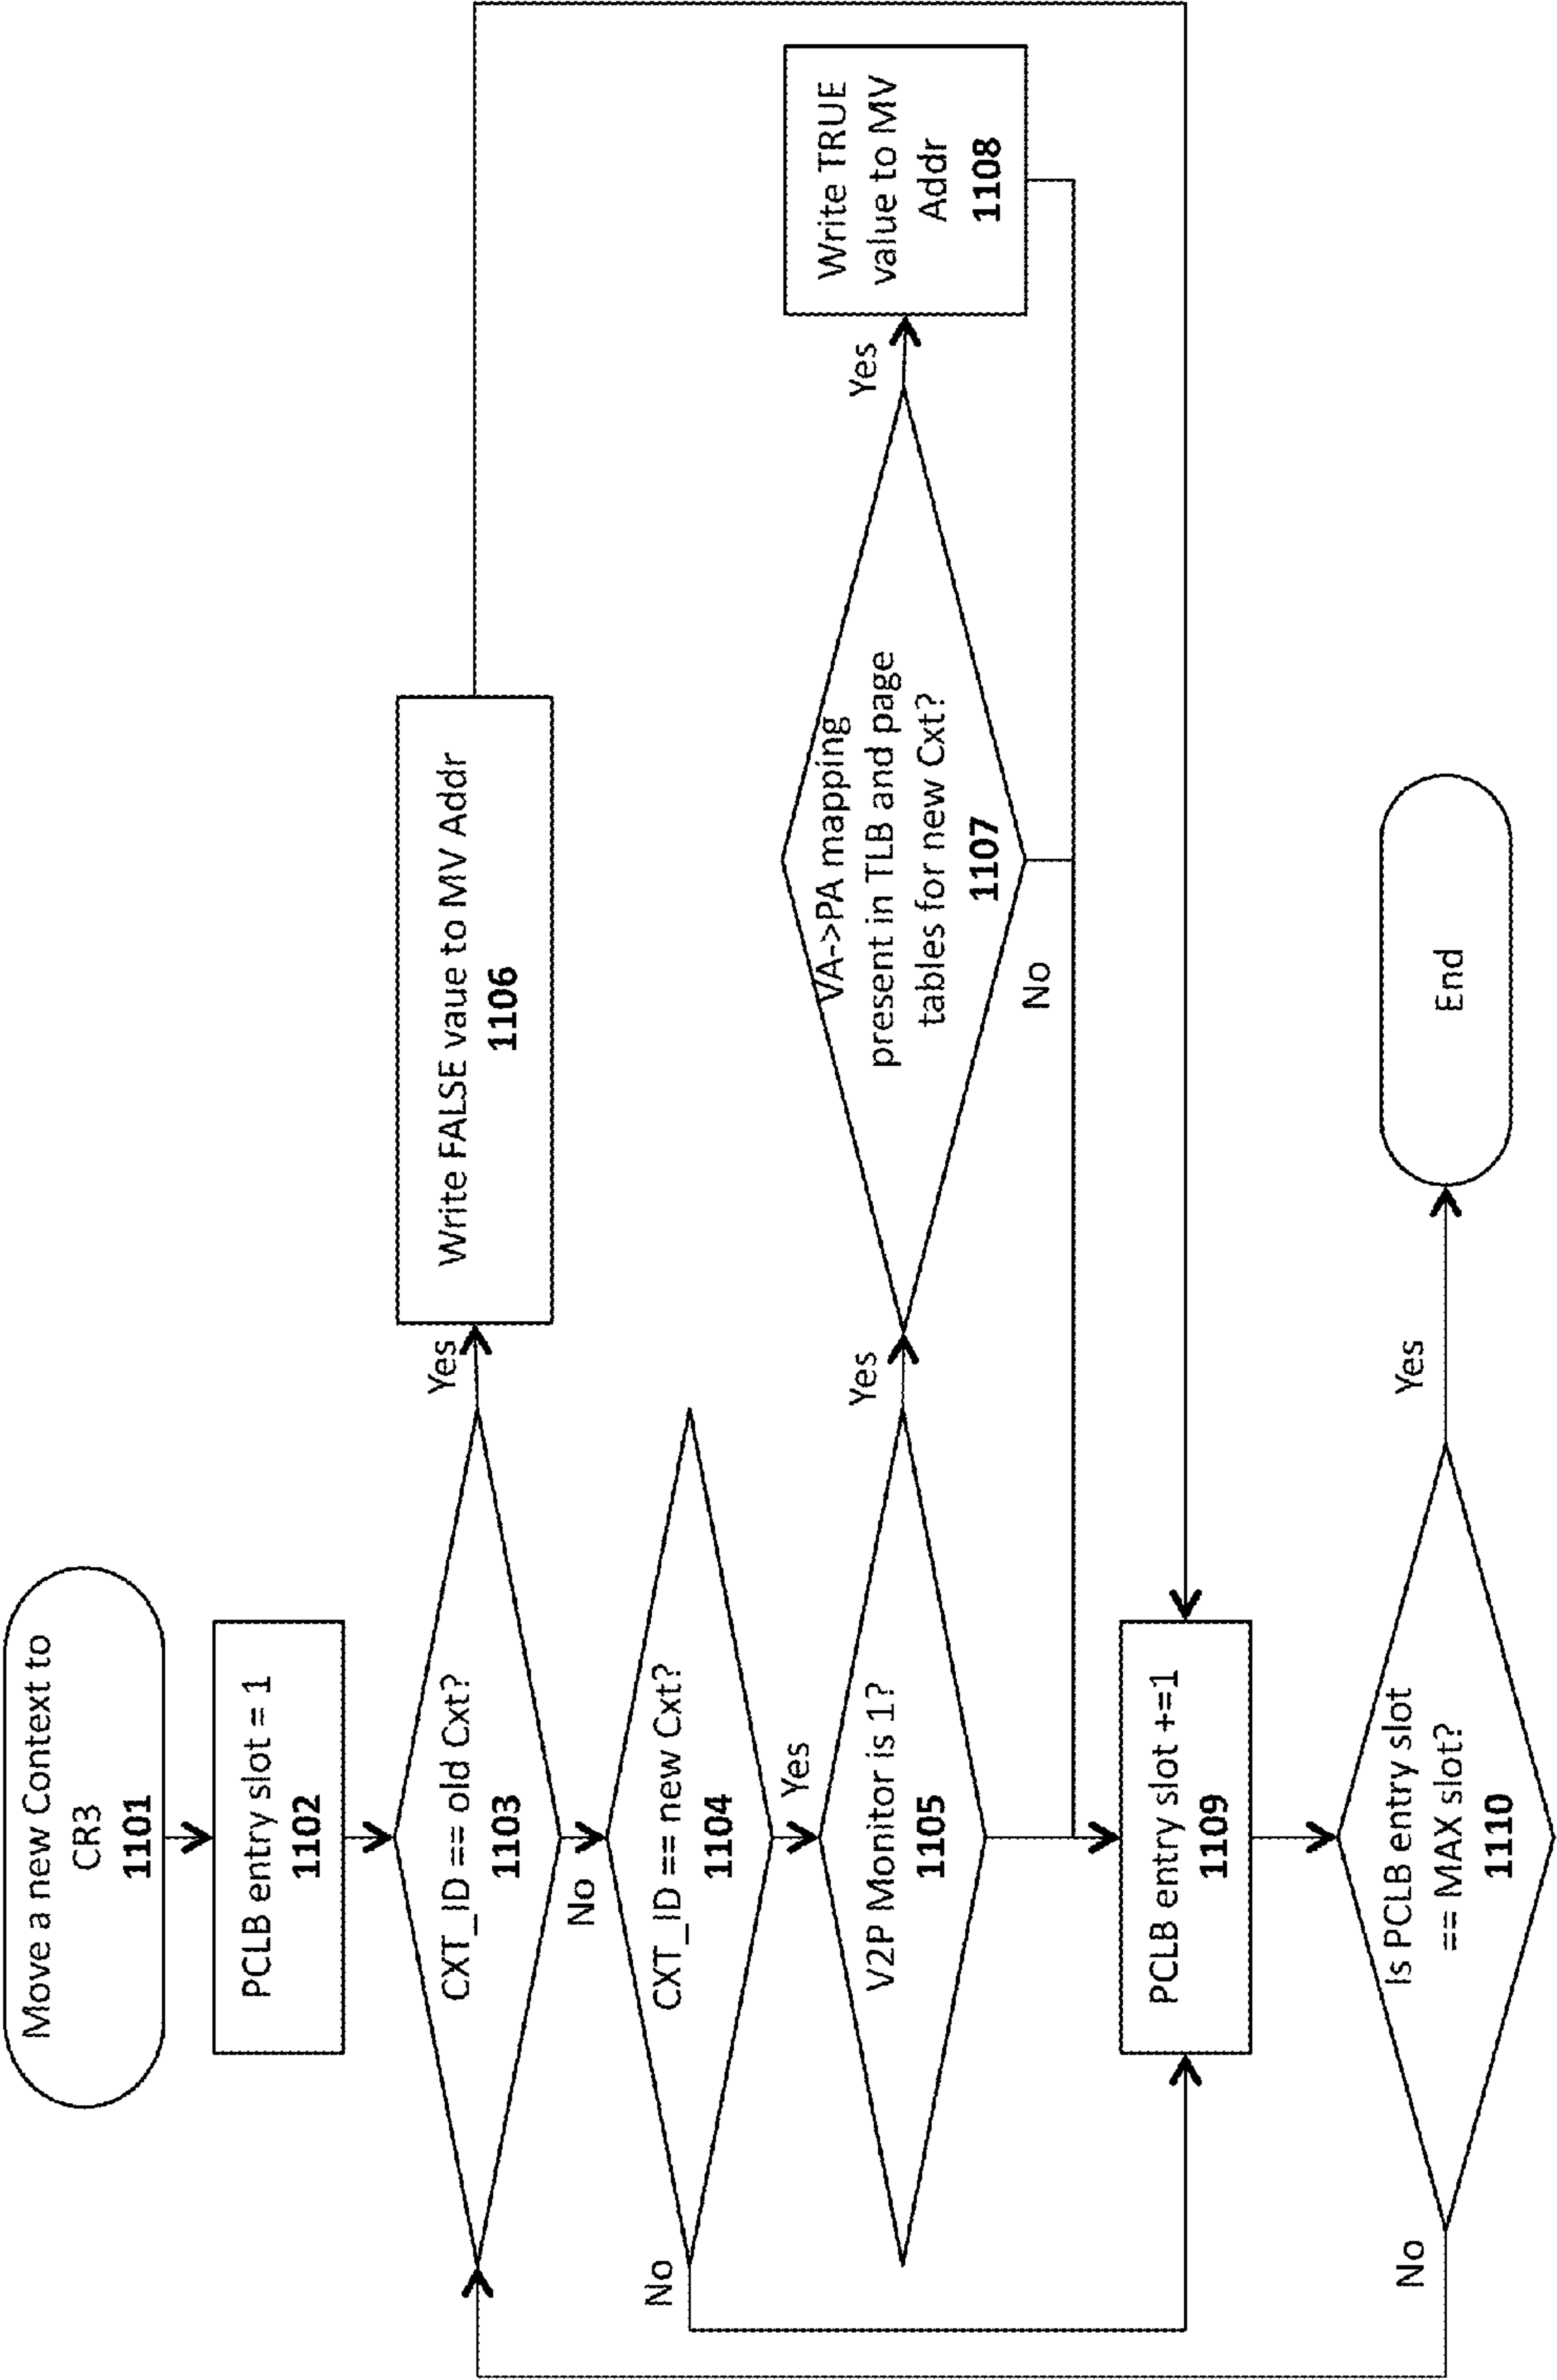 Move a new Context to
CR3
1101
PCLB entry slot = 1
1102
CXT_ID == old Cxt?
1103
Yes
Write FALSE vaue to MV Addr
1106
No
CXT_ID == new Cxt?
1104
No
Yes
V2P Monitor is 1?
1105
Yes
VA->PA mapping
present in TLB and page
tables for new Cxt?
1107
No
Yes
Write TRUE
value to MV
Addr
1108
PCLB entry slot +=1
1109
Is PCLB entry slot
== MAX slot?
1110
No
Yes
End